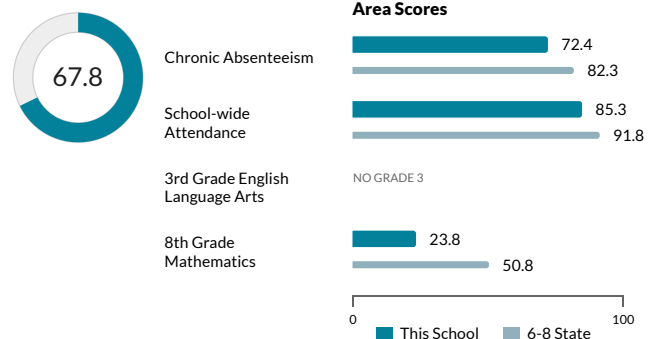 Area Scores
67.8
Chronic Absenteeism
72.4
82.3
School-wide
Attendance
85.3
91.8
3rd Grade English
Language Arts
NO GRADE 3
8th Grade
Mathematics
23.8
50.8
0
100
This School
6-8 State